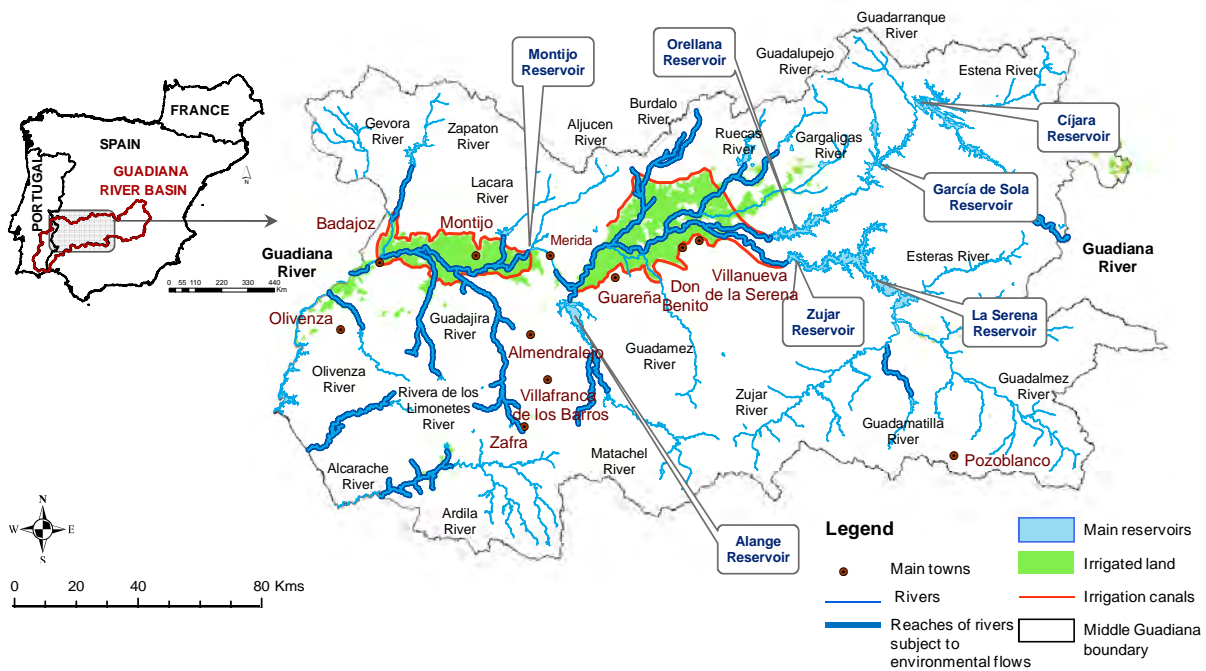 Guadarranque
River
Orellana
Reservoir
Guadalupejo
River
Montijo
Reservoir
Estena River
FRANCE
SPAIN
PORTUGAL
GUADIANA
RIVER BASIN
N
0 55 110 220 330 440
Km
Gevora
River
Zapaton
River
Aljucen
River
Burdalo
River
Ruecas
River
Gargaligas
River
Cíjara
Reservoir
Lacara
River
García de Sola
Reservoir
Badajoz
Montijo
Merida
Guadiana
River
Guadiana
River
Esteras River
Villanueva
de la Serena
Don
Benito
Guareña
Zujar
Reservoir
La Serena
Reservoir
Olivenza
Guadajira
River
Almendralejo
Guadamez
River
Olivenza
River
Rivera de los
Limonetes
River
Villafranca
de los Barros
Zujar
River
Guadalmez
River
Guadamatilla
River
Zafra
Matachel
River
Pozoblanco
Alcarache
River
Ardila
River
Alange
Reservoir
N
W E
S
0 20 40 60 80 Kms
Legend
Main towns
Rivers
Reaches of rivers
subject to
environmental flows
Main reservoirs
Irrigated land
Irrigation canals
Middle Guadiana
boundary